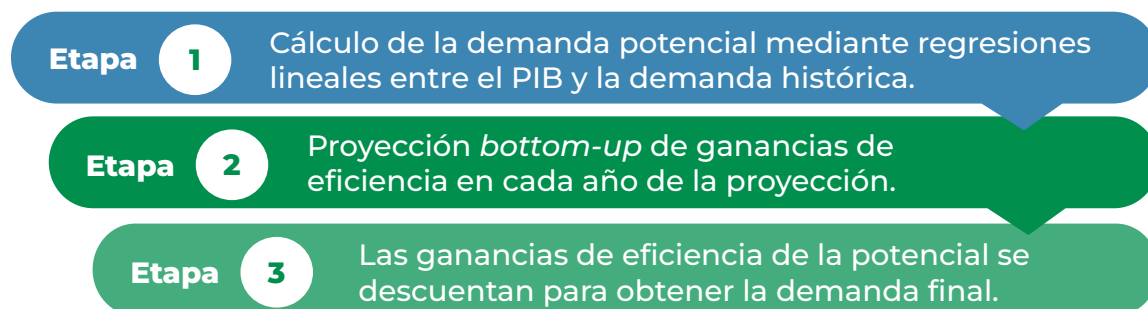 Etapa 1 Cálculo de la demanda potencial mediante regresiones
lineales entre el PIB y la demanda histórica.
Etapa 2 Proyección bottom-up de ganancias de
eficiencia en cada año de la proyección.
Etapa 3 Las ganancias de eficiencia de la potencial se
descuentan para obtener la demanda final.